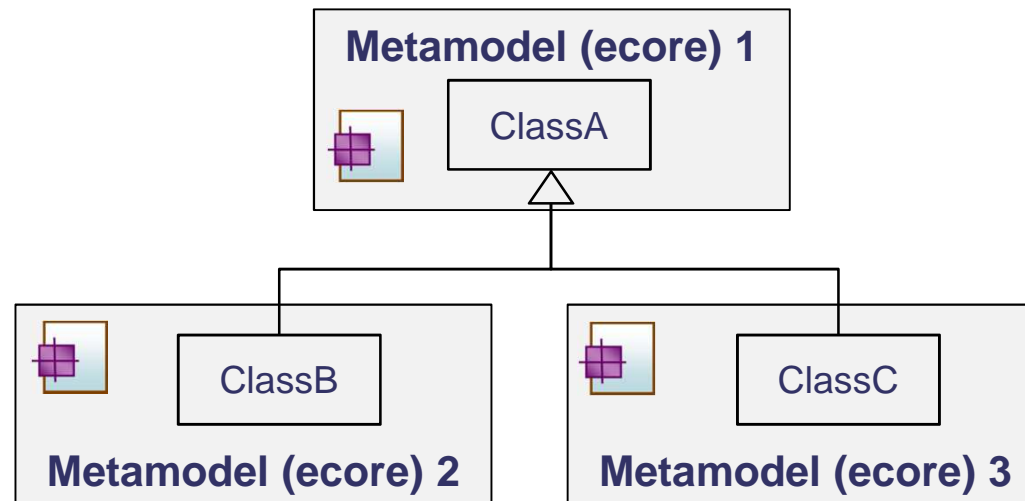 Metamodel (ecore) 1
ClassA
ClassB
ClassC
Metamodel (ecore) 2
Metamodel (ecore) 3